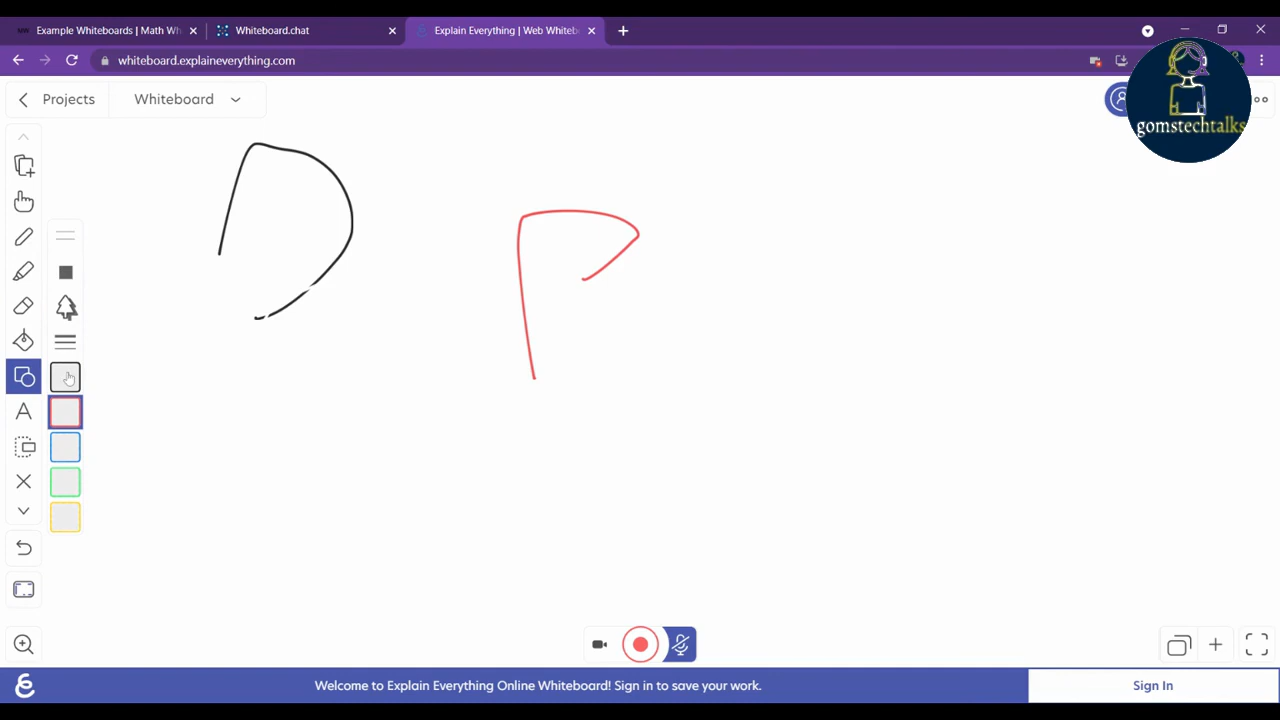 Example Whiteboards | Math Wh
Whiteboard.chat
Explain Everything | Web Whiteb
whiteboard.explaineverything.com
Projects
Whiteboard
gomstechtalks
D
P
A
Welcome to Explain Everything Online Whiteboard! Sign in to save your work.
Sign In